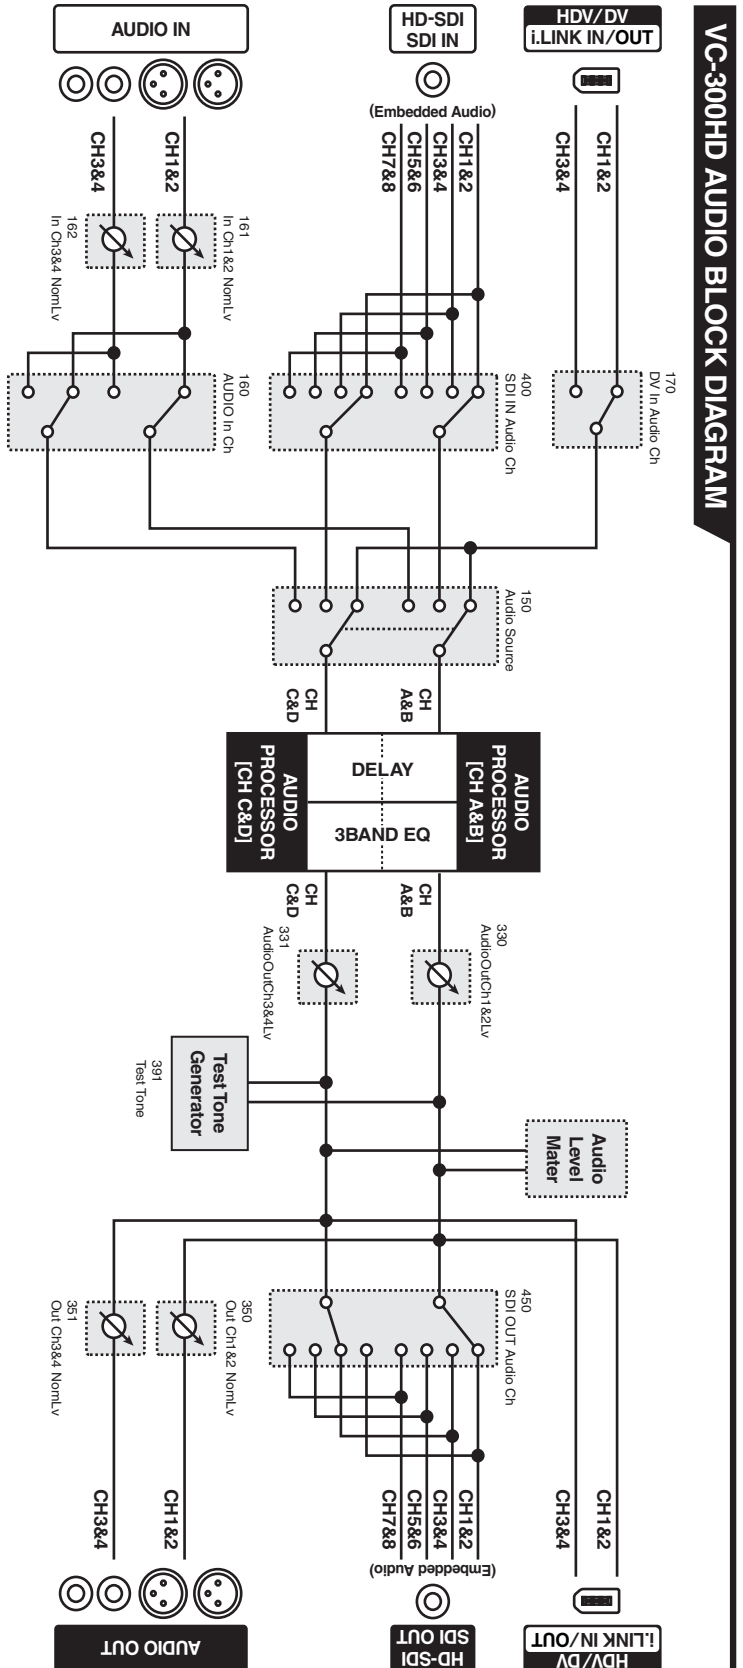 VC-300HD AUDIO BLOCK DIAGRAM
HDV/DV
i.LINK IN/OUT
CH1&2
CH3&4
170
DV In Audio Ch
HD-SDI
SDI IN
(Embedded Audio)
CH1&2
CH3&4
CH5&6
CH7&8
400
SDI IN Audio Ch
AUDIO IN
CH1&2
CH3&4
161
In Ch1&2 NomLv
162
In Ch3&4 NomLv
160
AUDIO In Ch
150
Audio Source
CH
A&B
CH
C&D
AUDIO
PROCESSOR
[CH A&B]
DELAY
3BAND EQ
AUDIO
PROCESSOR
[CH C&D]
CH
A&B
CH
C&D
330
AudioOutCh1&2Lv
331
AudioOutCh3&4Lv
Test Tone
Generator
391
Test Tone
Audio
Level
Mater
450
SDI OUT Audio Ch
350
Out Ch1&2 NomLv
351
Out Ch3&4 NomLv
CH1&2
CH3&4
HDV/DV
i.LINK IN/OUT
CH1&2
CH3&4
CH5&6
CH7&8
(Embedded Audio)
HD-SDI
SDI OUT
CH1&2
CH3&4
AUDIO OUT